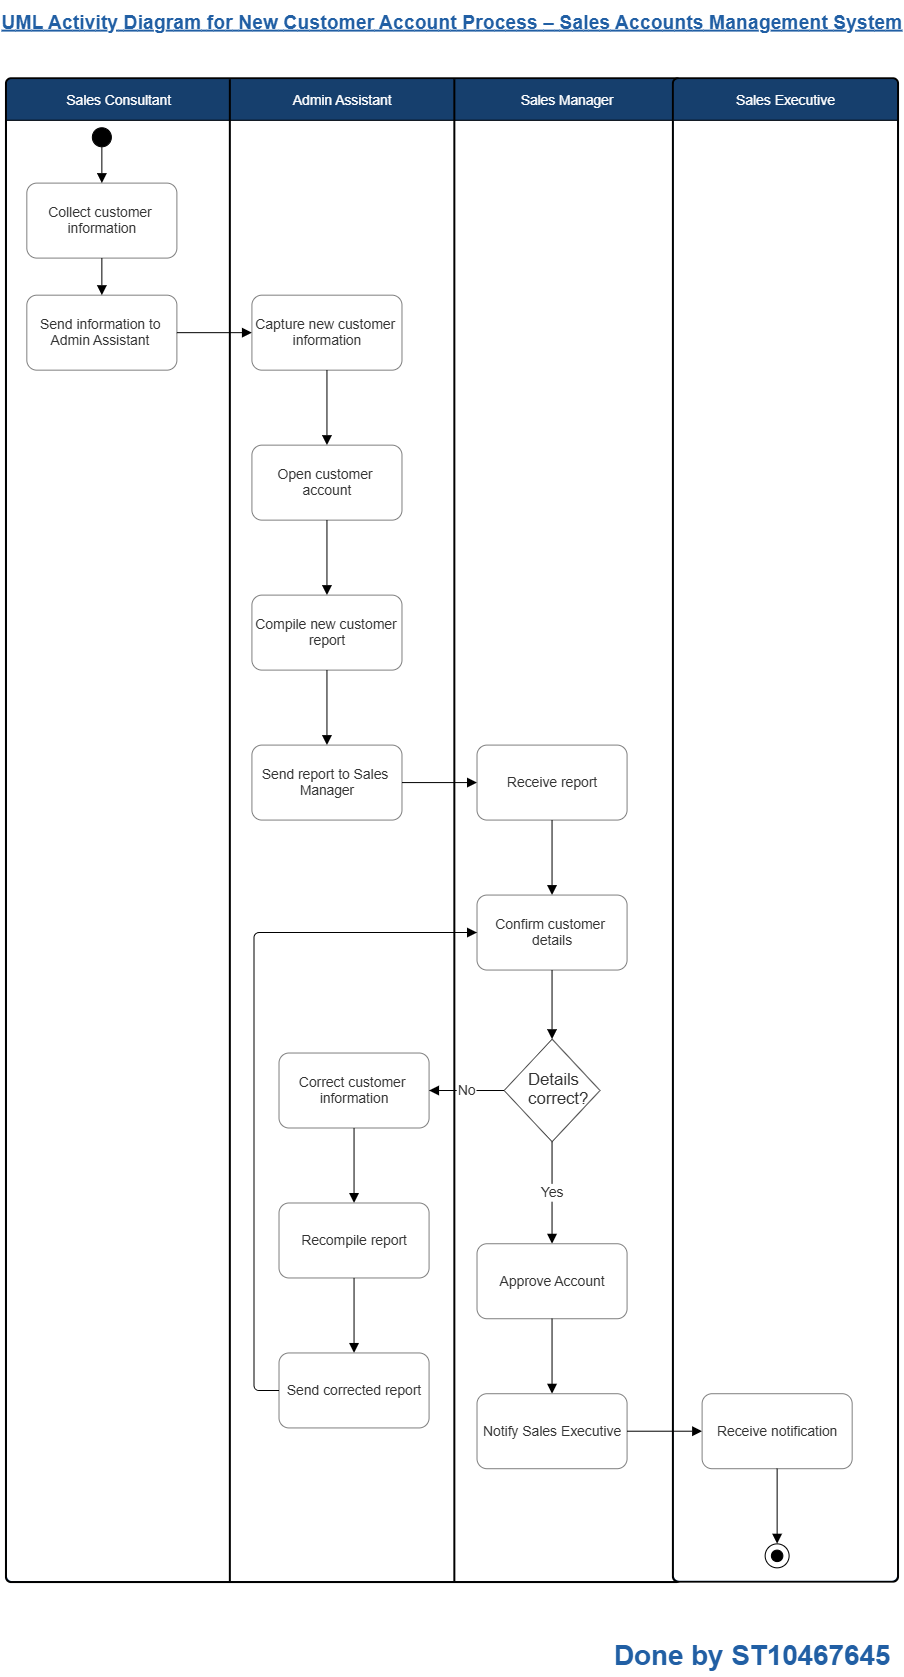 UML Activity Diagram for New Customer Account Process – Sales Accounts Management System
Sales Consultant
Admin Assistant
Sales Manager
Sales Executive
Collect customer
information
Send information to
Admin Assistant
Capture new customer
information
Open customer
account
Compile new customer
report
Send report to Sales
Manager
Receive report
Confirm customer
details
Details
correct?
No
Correct customer
information
Yes
Recompile report
Approve Account
Send corrected report
Notify Sales Executive
Receive notification
Done by ST10467645